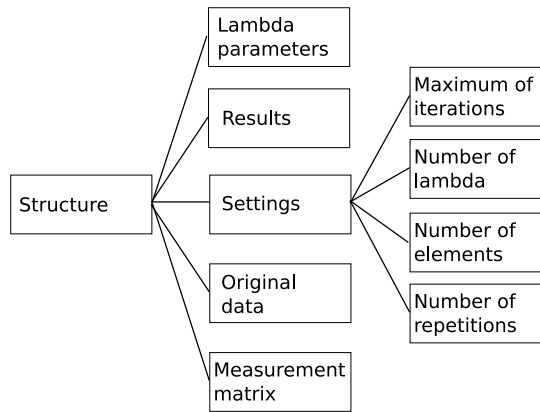 Structure
Lambda
parameters
Results
Settings
Original
data
Measurement
matrix
Maximum of
iterations
Number of
lambda
Number of
elements
Number of
repetitions